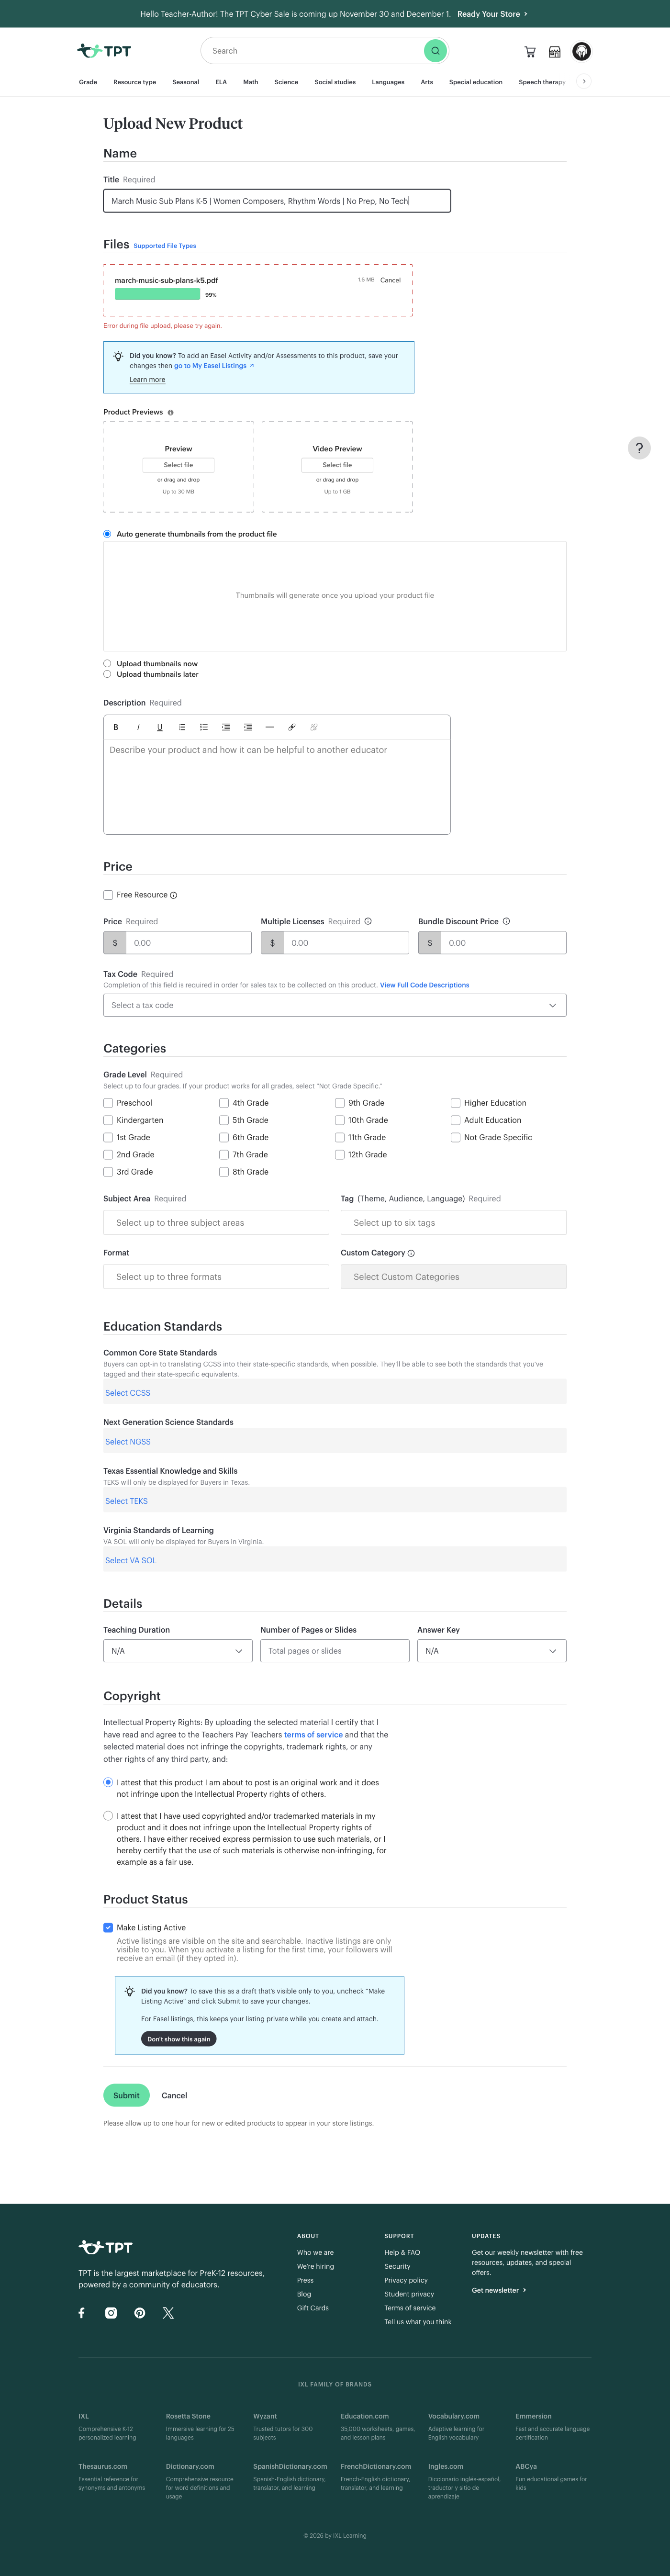 Hello Teacher-Author! The TPT Cyber Sale is coming up November 30 and December 1. Ready Your Store
TPT
Search
Grade Resource type Seasonal ELA Math Science Social studies Languages Arts Special education Speech therapy
Upload New Product
Name
Title Required
March Music Sub Plans K-5 | Women Composers, Rhythm Words | No Prep, No Tech
Files Supported File Types
march-music-sub-plans-k5.pdf 1.6 MB Cancel
99%
Error during file upload, please try again.
Did you know? To add an Easel Activity and/or Assessments to this product, save your
changes then go to My Easel Listings
Learn more
Product Previews
Preview Video Preview
Select file Select file
or drag and drop or drag and drop
Up to 30 MB Up to 1 GB
?
Auto generate thumbnails from the product file
Thumbnails will generate once you upload your product file
Upload thumbnails now
Upload thumbnails later
Description Required
B I U
Describe your product and how it can be helpful to another educator
Price
Free Resource
Price Required Multiple Licenses Required Bundle Discount Price
$ 0.00 $ 0.00 $ 0.00
Tax Code Required
Completion of this field is required in order for sales tax to be collected on this product. View Full Code Descriptions
Select a tax code
Categories
Grade Level Required
Select up to four grades. If your product works for all grades, select "Not Grade Specific."
Preschool 4th Grade 9th Grade Higher Education
Kindergarten 5th Grade 10th Grade Adult Education
1st Grade 6th Grade 11th Grade Not Grade Specific
2nd Grade 7th Grade 12th Grade
3rd Grade 8th Grade
Subject Area Required Tag (Theme, Audience, Language) Required
Select up to three subject areas Select up to six tags
Format Custom Category
Select up to three formats Select Custom Categories
Education Standards
Common Core State Standards
Buyers can opt-in to translating CCSS into their state-specific standards, when possible. They'll be able to see both the standards that you've
tagged and their state-specific equivalents.
Select CCSS
Next Generation Science Standards
Select NGSS
Texas Essential Knowledge and Skills
TEKS will only be displayed for Buyers in Texas.
Select TEKS
Virginia Standards of Learning
VA SOL will only be displayed for Buyers in Virginia.
Select VA SOL
Details
Teaching Duration Number of Pages or Slides Answer Key
N/A Total pages or slides N/A
Copyright
Intellectual Property Rights: By uploading the selected material I certify that I
have read and agree to the Teachers Pay Teachers terms of service and that the
selected material does not infringe the copyrights, trademark rights, or any
other rights of any third party, and:
I attest that this product I am about to post is an original work and it does
not infringe upon the Intellectual Property rights of others.
I attest that I have used copyrighted and/or trademarked materials in my
product and it does not infringe upon the Intellectual Property rights of
others. I have either received express permission to use such materials, or I
hereby certify that the use of such materials is otherwise non-infringing, for
example as a fair use.
Product Status
Make Listing Active
Active listings are visible on the site and searchable. Inactive listings are only
visible to you. When you activate a listing for the first time, your followers will
receive an email (if they opted in).
Did you know? To save this as a draft that's visible only to you, uncheck "Make
Listing Active" and click Submit to save your changes.
For Easel listings, this keeps your listing private while you create and attach.
Don't show this again
Submit Cancel
Please allow up to one hour for new or edited products to appear in your store listings.
TPT
TPT is the largest marketplace for PreK-12 resources,
powered by a community of educators.
ABOUT
Who we are
We're hiring
Press
Blog
Gift Cards
SUPPORT
Help & FAQ
Security
Privacy policy
Student privacy
Terms of service
Tell us what you think
UPDATES
Get our weekly newsletter with free
resources, updates, and special
offers.
Get newsletter
IXL FAMILY OF BRANDS
IXL
Comprehensive K-12
personalized learning
Rosetta Stone
Immersive learning for 25
languages
Wyzant
Trusted tutors for 300
subjects
Education.com
35,000 worksheets, games,
and lesson plans
Vocabulary.com
Adaptive learning for
English vocabulary
Emmersion
Fast and accurate language
certification
Thesaurus.com
Essential reference for
synonyms and antonyms
Dictionary.com
Comprehensive resource
for word definitions and
usage
SpanishDictionary.com
Spanish-English dictionary,
translator, and learning
FrenchDictionary.com
French-English dictionary,
translator, and learning
Ingles.com
Diccionario inglés-español,
traductor y sitio de
aprendizaje
ABCya
Fun educational games for
kids
© 2026 by IXL Learning